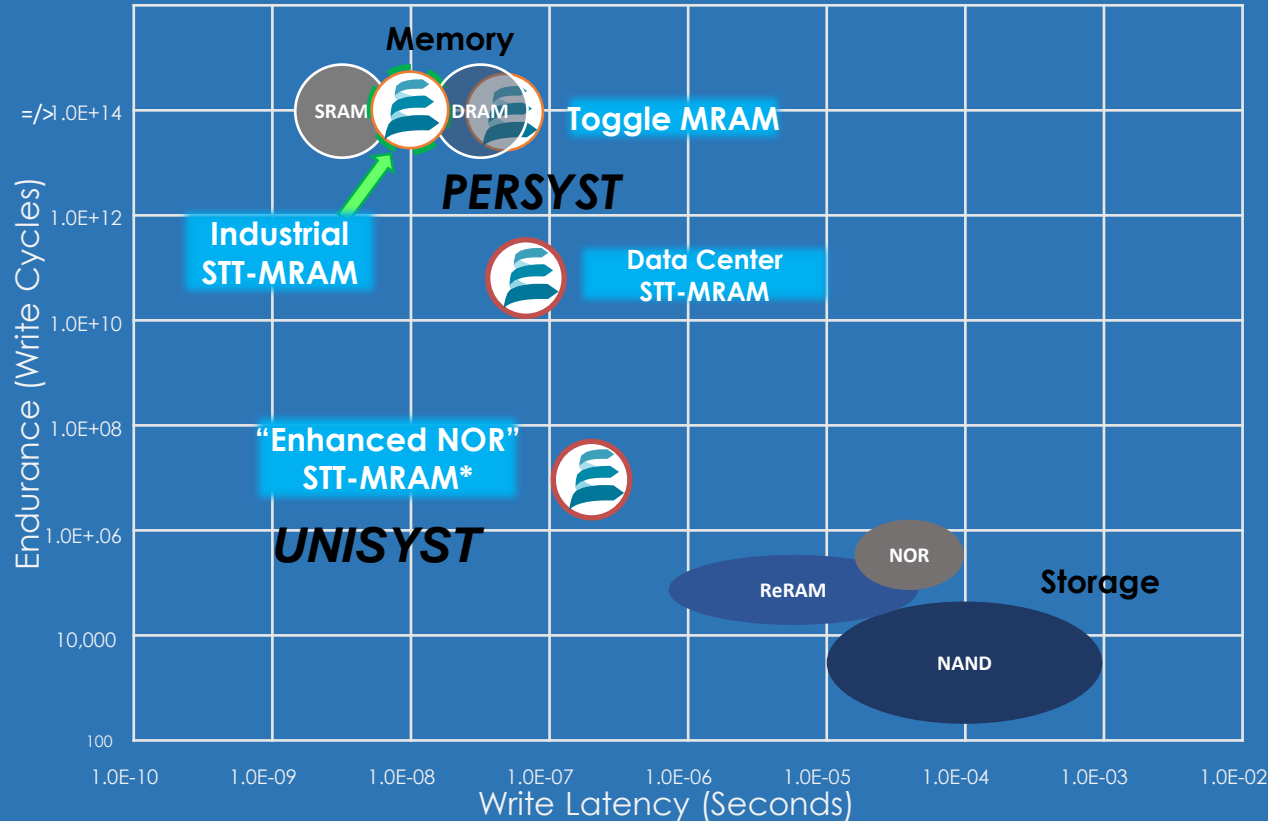 Memory
=/>1.0E+14
SRAM
DRAM
Toggle MRAM
PERSYST
1.0E+12
Industrial
STT-MRAM
Data Center
STT-MRAM
1.0E+10
1.0E+08
“Enhanced NOR”
STT-MRAM*
1.0E+.06
UNISYST
NOR
ReRAM
Storage
10,000
NAND
100
Endurance (Write Cycles)
1.0E-10
1.0E-09
1.0E-08
1.0E-07
1.0E-06
1.0E-05
1.0E-04
1.0E-03
1.0E-02
Write Latency (Seconds)